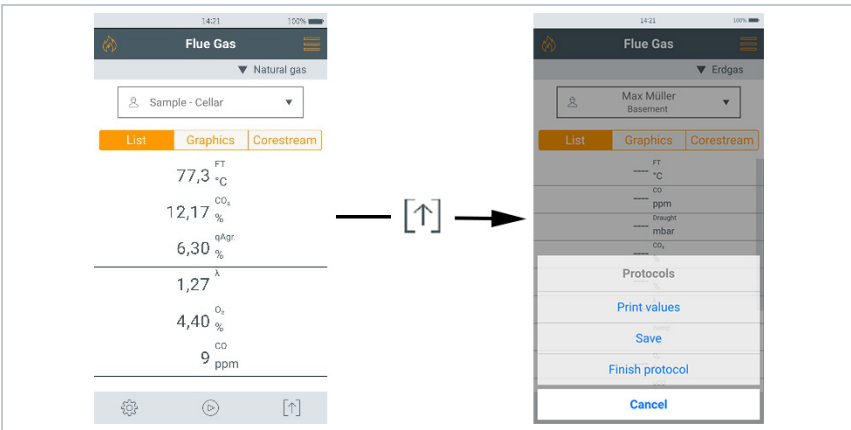 14:21 100%
Flue Gas
Natural gas
Sample - Cellar
List Graphics Corestream
FT
77,3 °C
CO₂
12,17 %
qAgr.
6,30 %
λ
1,27
O₂
4,40 %
CO
9 ppm
14:21 100%
Flue Gas
Erdgas
Max Müller
Basement
List Graphics Corestream
FT
---- °C
CO
---- ppm
Draught
---- mbar
CO₂
----
Protocols
Print values
Save
O₂
Finish protocol
Cancel